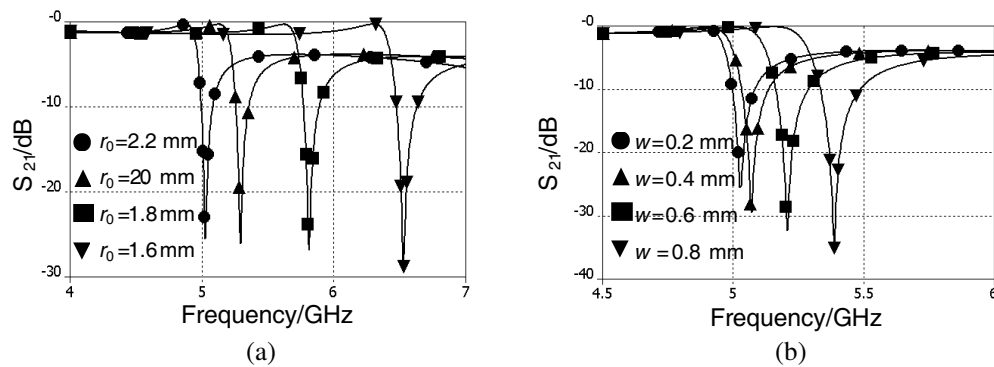 -0
-10
-20
-30
S21/dB
r0=2.2 mm
r0=20 mm
r0=1.8 mm
r0=1.6 mm
4 5 6 7
Frequency/GHz
(a)
-0
-10
-20
-30
-40
S21/dB
w=0.2 mm
w=0.4 mm
w=0.6 mm
w=0.8 mm
4.5 5 5.5 6
Frequency/GHz
(b)